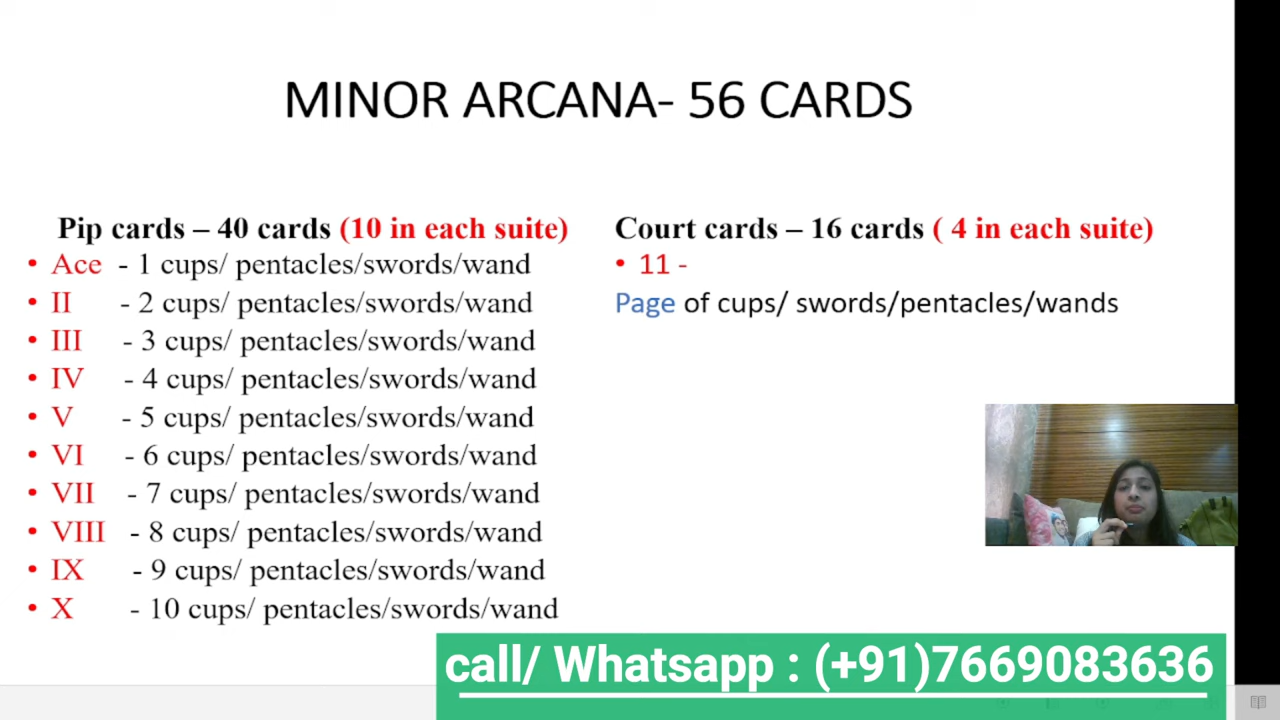 MINOR ARCANA- 56 CARDS
Pip cards – 40 cards (10 in each suite)
• Ace - 1 cups/ pentacles/swords/wand
• II - 2 cups/ pentacles/swords/wand
• III - 3 cups/ pentacles/swords/wand
• IV - 4 cups/ pentacles/swords/wand
• V - 5 cups/ pentacles/swords/wand
• VI - 6 cups/ pentacles/swords/wand
• VII - 7 cups/ pentacles/swords/wand
• VIII - 8 cups/ pentacles/swords/wand
• IX - 9 cups/ pentacles/swords/wand
• X - 10 cups/ pentacles/swords/wand
Court cards – 16 cards ( 4 in each suite)
• 11 -
Page of cups/ swords/pentacles/wands
call/ Whatsapp : (+91)7669083636